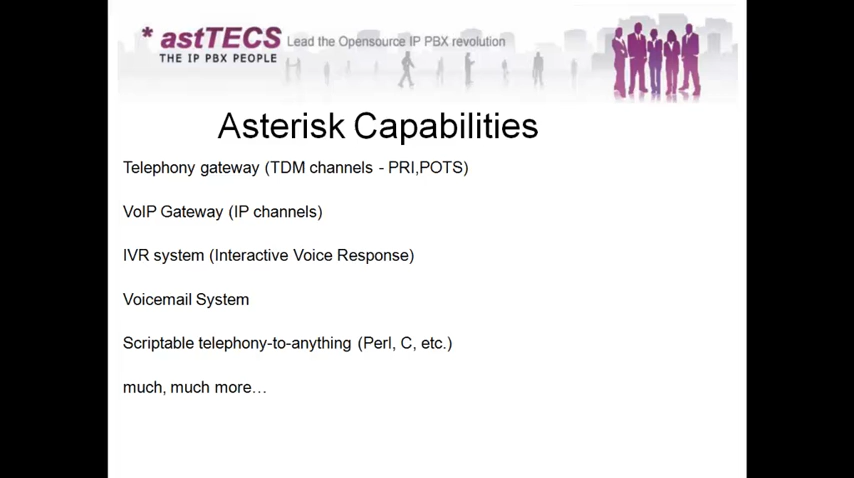 * astTECS
Lead the Opensource IP PBX revolution
THE IP PBX PEOPLE
Asterisk Capabilities
Telephony gateway (TDM channels - PRI,POTS)
VoIP Gateway (IP channels)
IVR system (Interactive Voice Response)
Voicemail System
Scriptable telephony-to-anything (Perl, C, etc.)
much, much more…